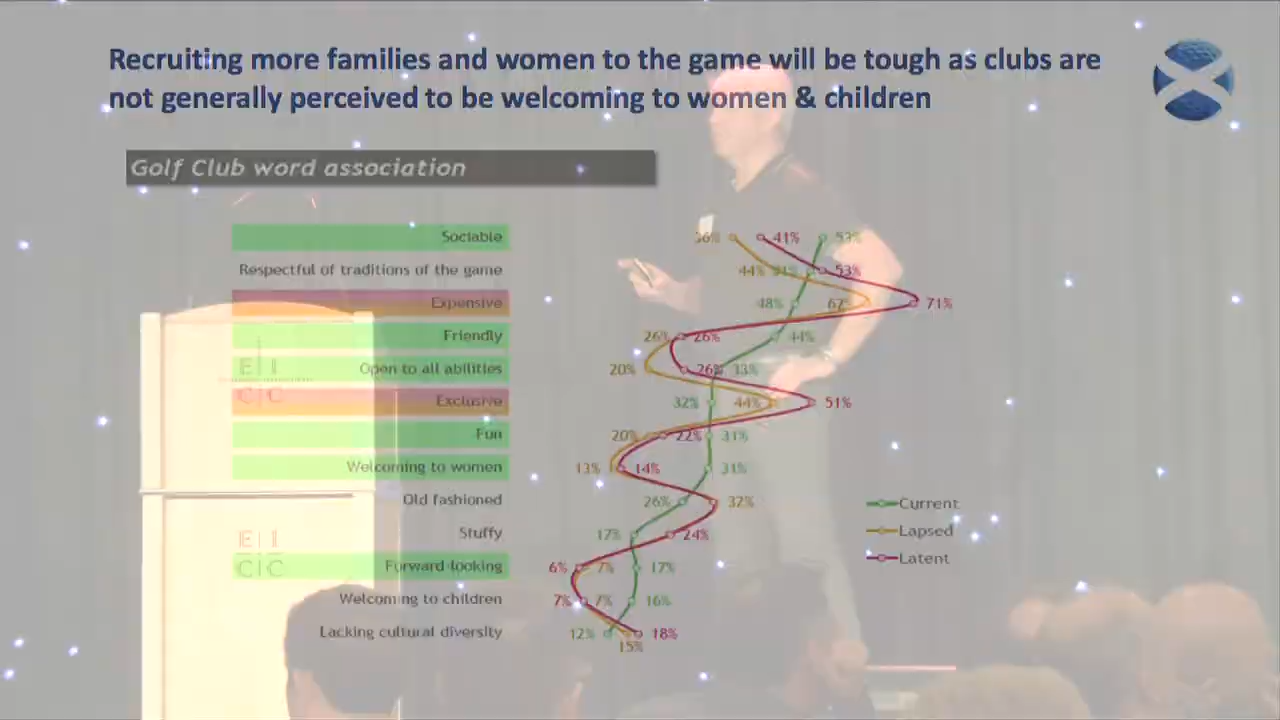 Recruiting more families and women to the game will be tough as clubs are
not generally perceived to be welcoming to women & children
Golf Club word association
Sociable 36% 41% 53%
Respectful of traditions of the game 44% 53%
Expensive 48% 67% 71%
Friendly 26% 26% 44%
Open to all abilities 20% 26% 33%
Exclusive 32% 44% 51%
Fun 20% 22% 31%
Welcoming to women 13% 14% 31%
Old fashioned 26% 32%
Stuffy 17% 24%
Forward-looking 6% 7% 17%
Welcoming to children 7% 7% 16%
Lacking cultural diversity 12% 18%
15%
Current
Lapsed
Latent
E I
C C
E I
C C